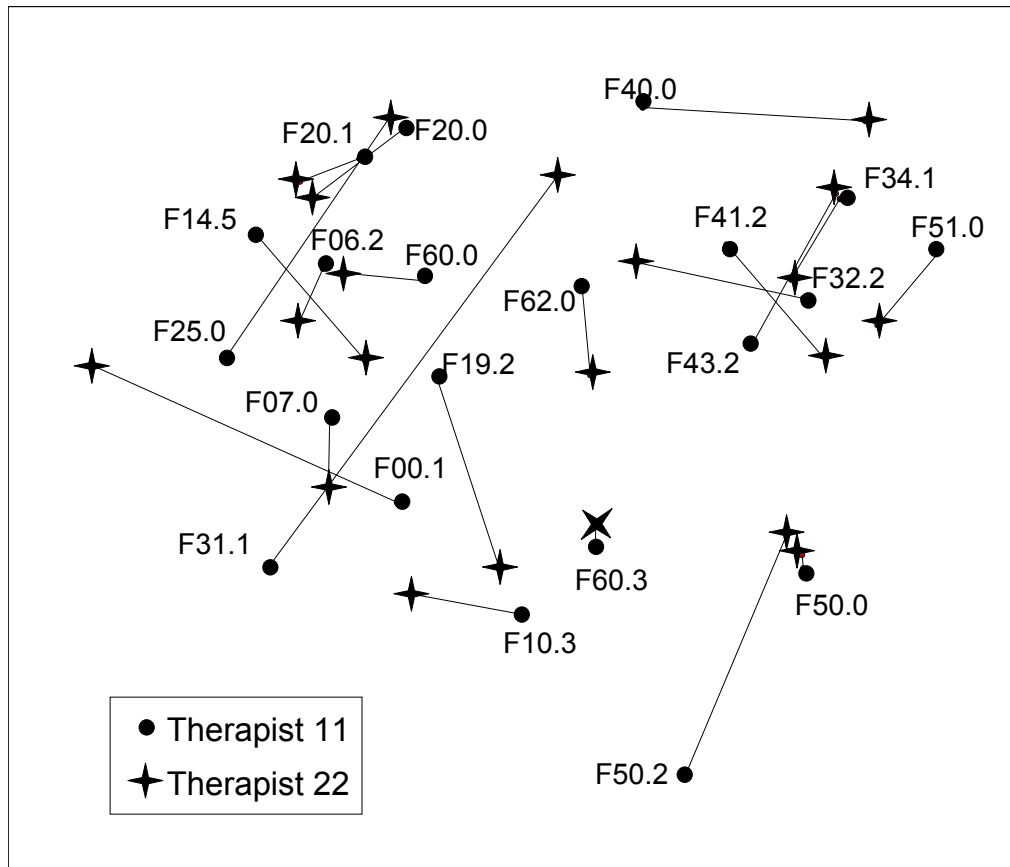 F40.0
F20.1
F20.0
F34.1
F14.5
F41.2
F51.0
F06.2
F60.0
F32.2
F62.0
F25.0
F43.2
F19.2
F07.0
F00.1
F31.1
F60.3
F50.0
F10.3
Therapist 11
F50.2
Therapist 22